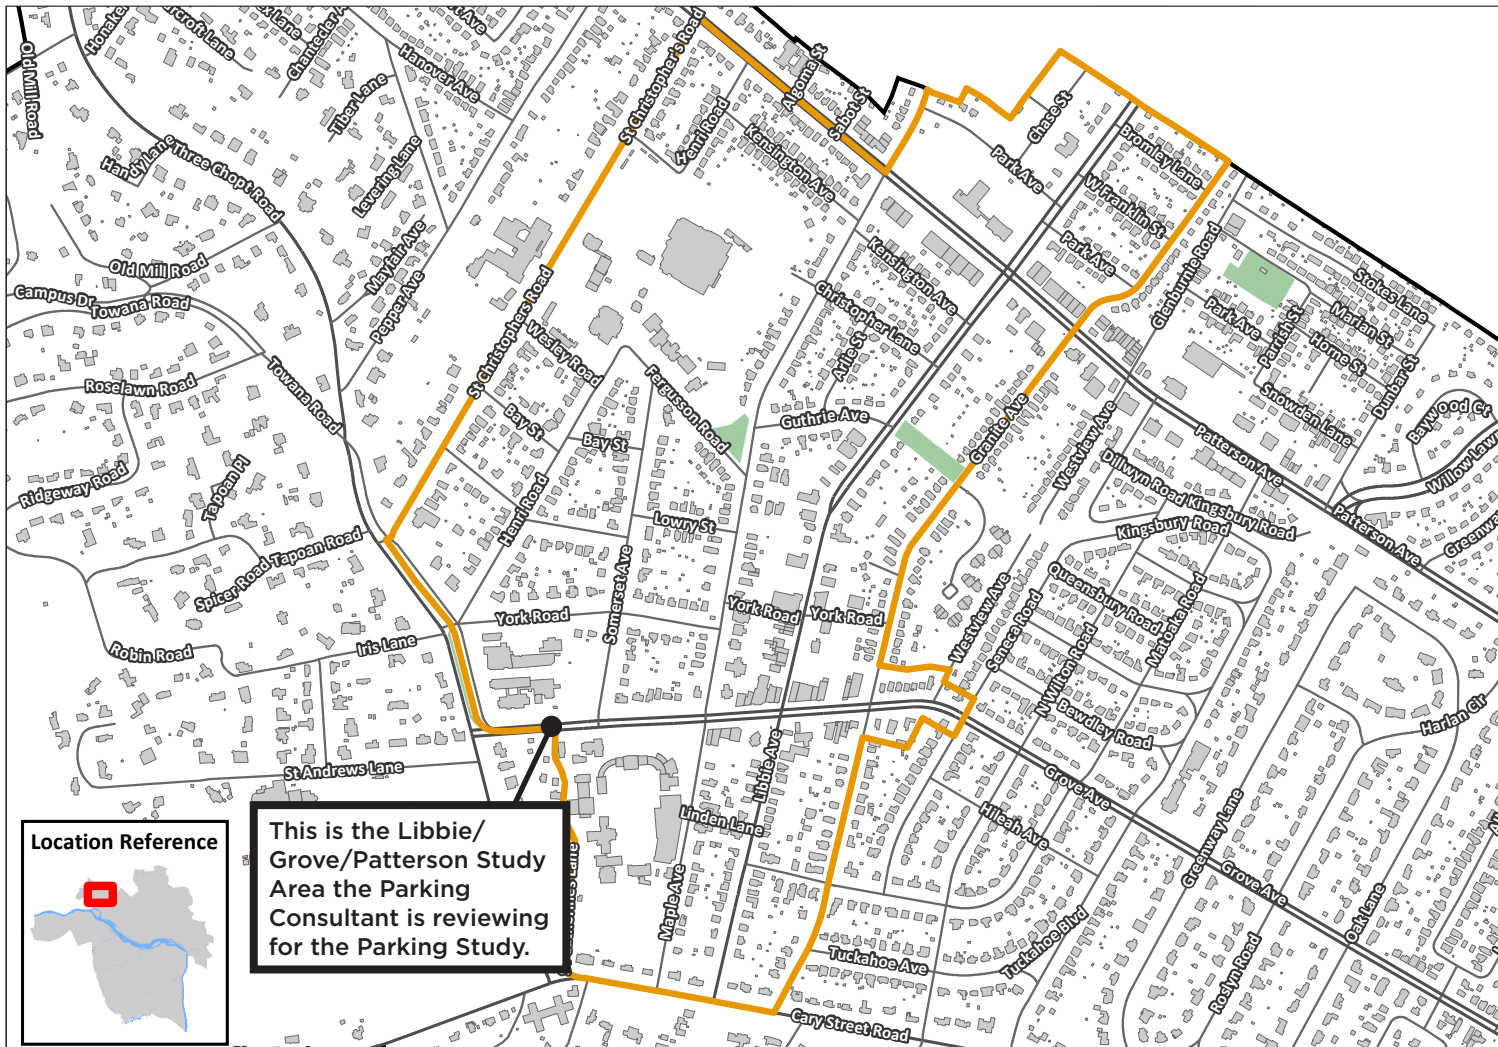 Old Mill Road
Honaker
Chantecler A
Hanover Ave
St Christopher's Road
Algoma St
Sabot St
Chase St
Tiber Lane
Henri Road
Kensington Ave
Bromley Lane
Handy Lane
Three Chopt Road
Levering Lane
Park Ave
W Franklin St
Park Ave
Glenburnie Road
Stokes Lane
Old Mill Road
Mayfair Ave
Kensington Ave
Campus Dr
Towana Road
Pepper Ave
St Christophers Road
Christopher Lane
Park Ave
Parrish St
Marian St
Horne St
Wesley Road
Arlie St
Dunbar St
Roselawn Road
Towana Road
Fergusson Road
Snowden Lane
Baywood Ct
Bay St
Bay St
Guthrie Ave
Granite Ave
Westview Ave
Patterson Ave
Willow Law
Ridgeway Road
Tapoan Pl
Henri Road
Lowry St
Dillwyn Road
Kingsbury Road
Kingsbury Road
Patterson Ave
Greenwa
Spicer Road
Tapoan Road
Somerset Ave
Queensbury Road
Matoaka Road
York Road
York Road
York Road
Westview Ave
Seneca Road
N Wilton Road
Robin Road
Iris Lane
Bewdley Road
Harlan Cir
St Andrews Lane
Libbie Ave
Grove Ave
Linden Lane
Hilesh Ave
Greenway Lane
Grove Ave
Maple Ave
Oak Lane
Tuckahoe Ave
Tuckahoe Blvd
Roslyn Road
Cary Street Road
This is the Libbie/
Grove/Patterson Study
Area the Parking
Consultant is reviewing
for the Parking Study.
Location Reference